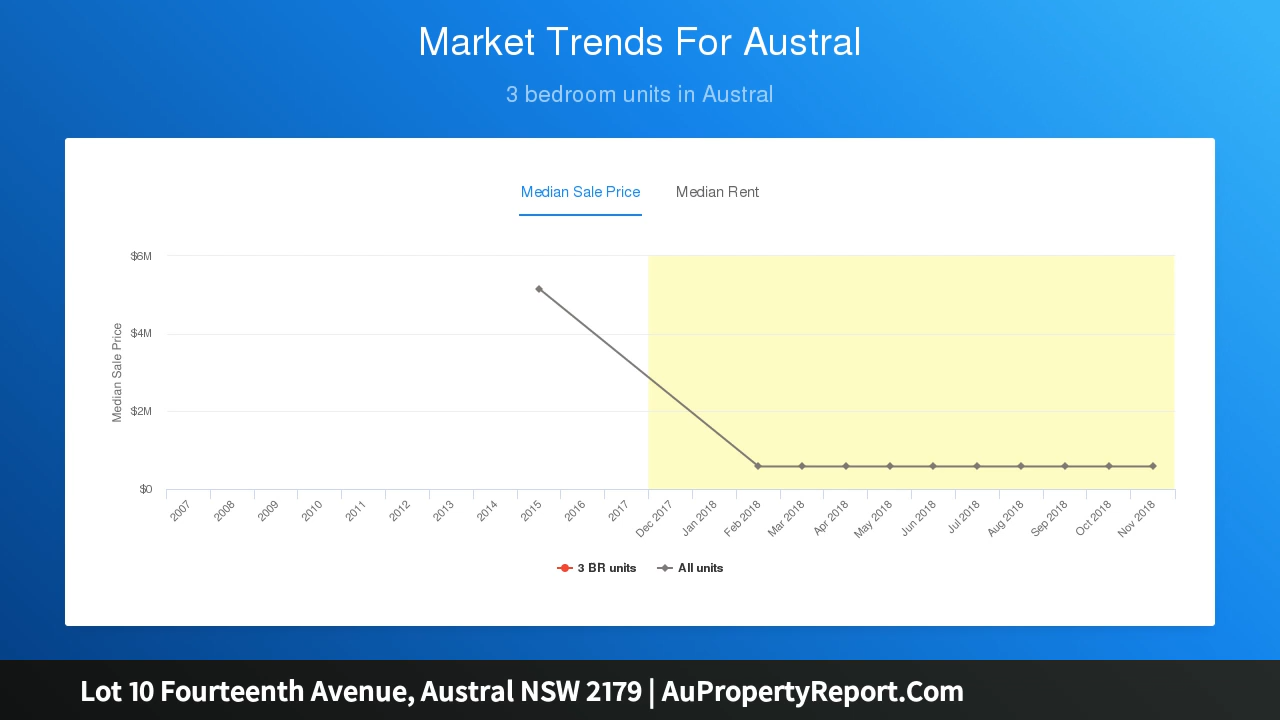 Market Trends For Austral
3 bedroom units in Austral
Median Sale Price Median Rent
Median Sale Price
$6M
$4M
$2M
$0
2007 2008 2009 2010 2011 2012 2013 2014 2015 2016 2017 Dec 2017 Jan 2018 Feb 2018 Mar 2018 Apr 2018 May 2018 Jun 2018 Jul 2018 Aug 2018 Sep 2018 Oct 2018 Nov 2018
3 BR units All units
Lot 10 Fourteenth Avenue, Austral NSW 2179 | AuPropertyReport.Com